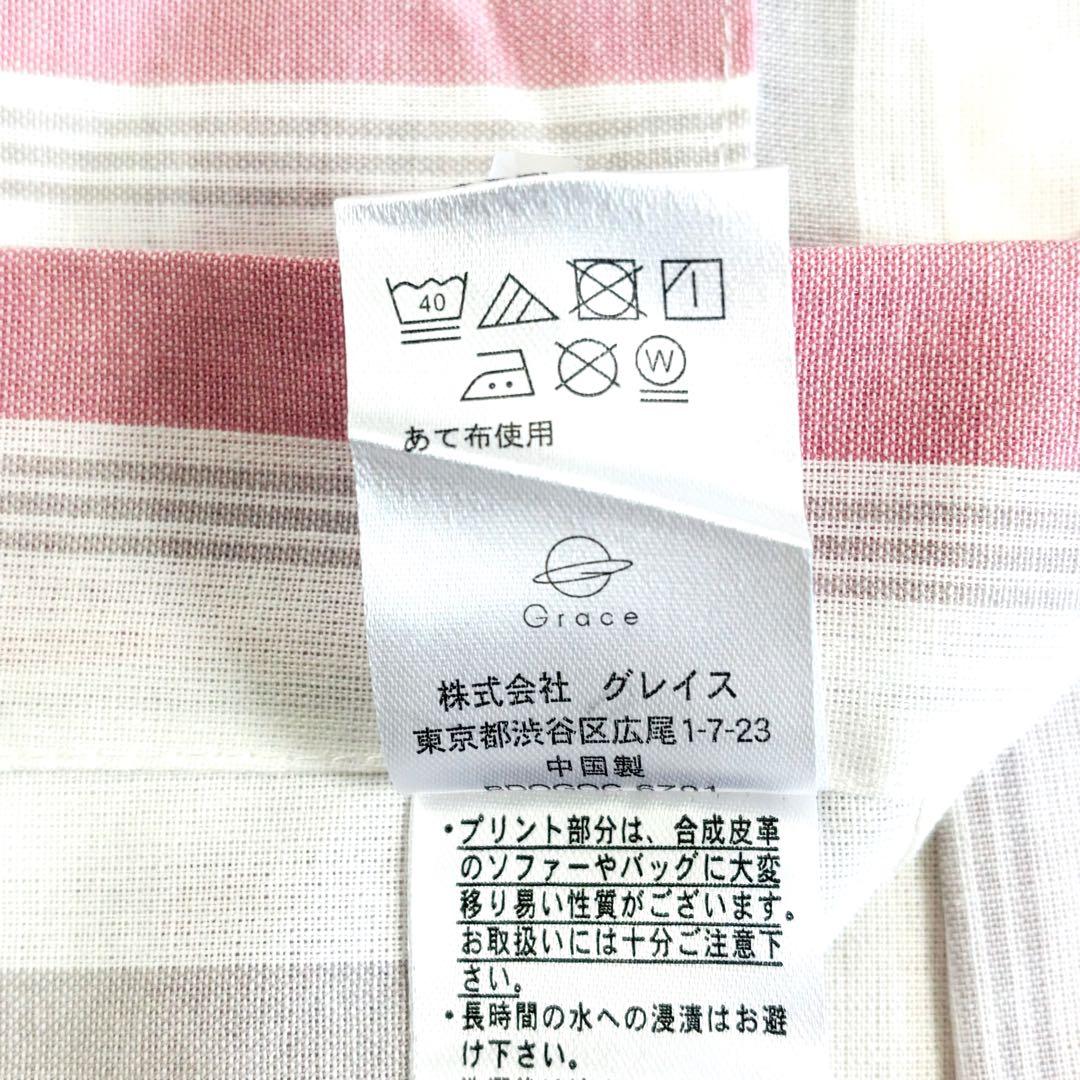 40
W
あて布使用
Grace
株式会社 グレイス
東京都渋谷区広尾1-7-23
中国製
・プリント部分は、合成皮革
のソファーやバッグに大変
移り易い性質がございます。
お取扱いには十分ご注意下
さい。
・長時間の水への浸漬はお避
け下さい。